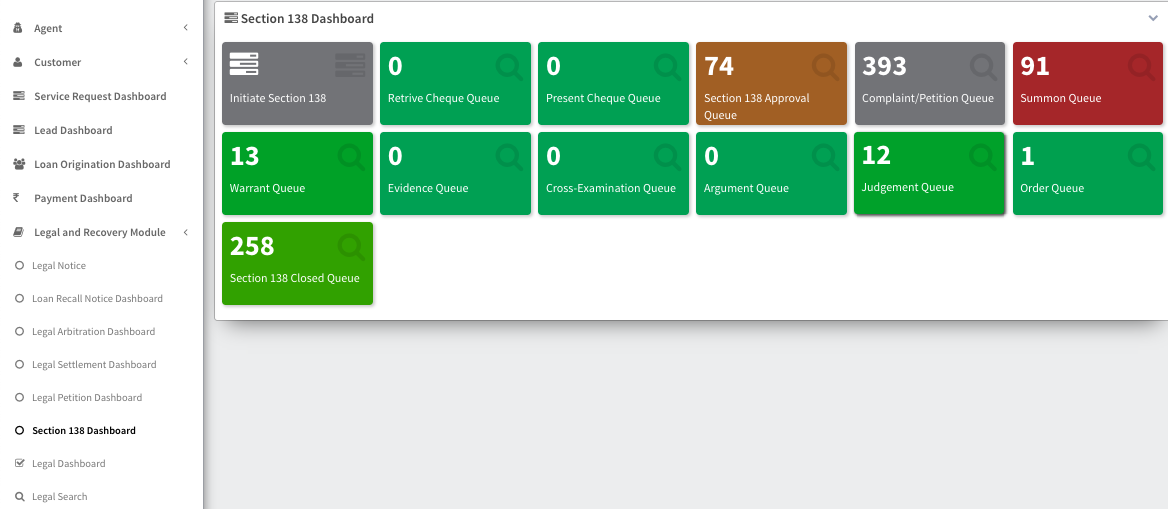 Agent
Customer
Service Request Dashboard
Lead Dashboard
Loan Origination Dashboard
Payment Dashboard
Legal and Recovery Module
Legal Notice
Loan Recall Notice Dashboard
Legal Arbitration Dashboard
Legal Settlement Dashboard
Legal Petition Dashboard
Section 138 Dashboard
Legal Dashboard
Legal Search
Section 138 Dashboard
Initiate Section 138
0
Retrive Cheque Queue
0
Present Cheque Queue
74
Section 138 Approval
Queue
393
Complaint/Petition Queue
91
Summon Queue
13
Warrant Queue
0
Evidence Queue
0
Cross-Examination Queue
0
Argument Queue
12
Judgement Queue
1
Order Queue
258
Section 138 Closed Queue